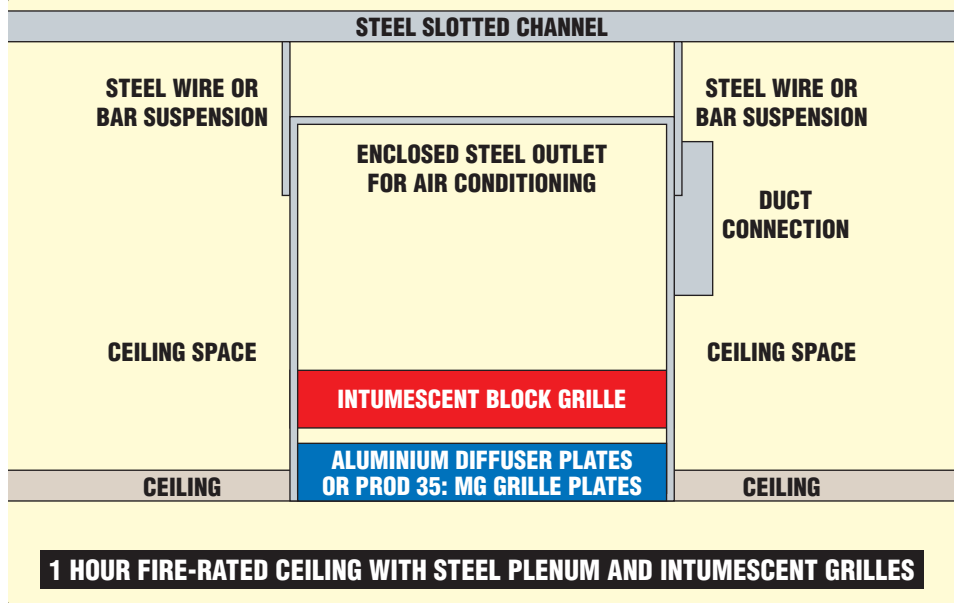 STEEL SLOTTED CHANNEL
STEEL WIRE OR
BAR SUSPENSION
STEEL WIRE OR
BAR SUSPENSION
ENCLOSED STEEL OUTLET
FOR AIR CONDITIONING
DUCT
CONNECTION
CEILING SPACE
CEILING SPACE
INTUMESCENT BLOCK GRILLE
ALUMINIUM DIFFUSER PLATES
OR PROD 35: MG GRILLE PLATES
CEILING
CEILING
1 HOUR FIRE-RATED CEILING WITH STEEL PLENUM AND INTUMESCENT GRILLES